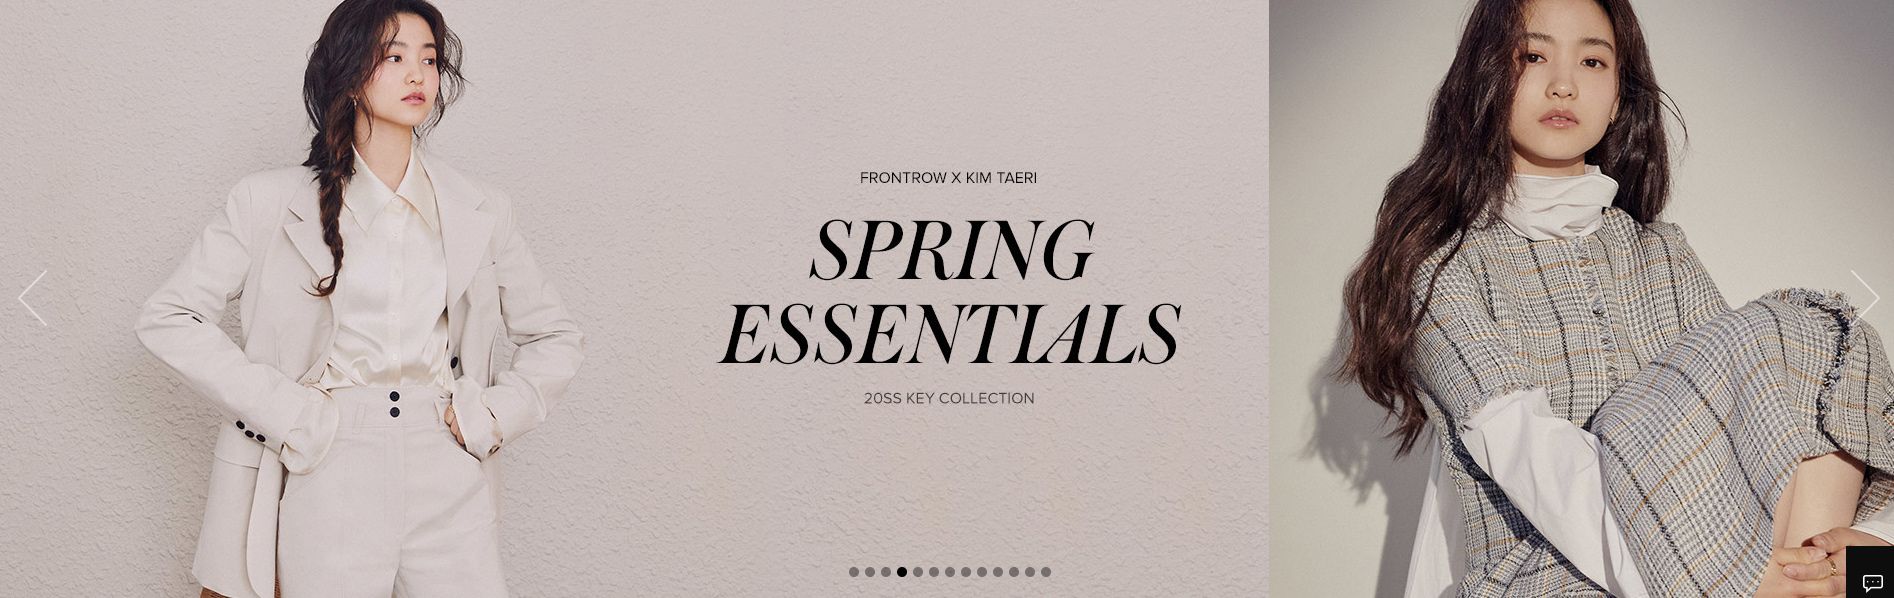 FRONTROW X KIM TAERI
SPRING
ESSENTIALS
20SS KEY COLLECTION